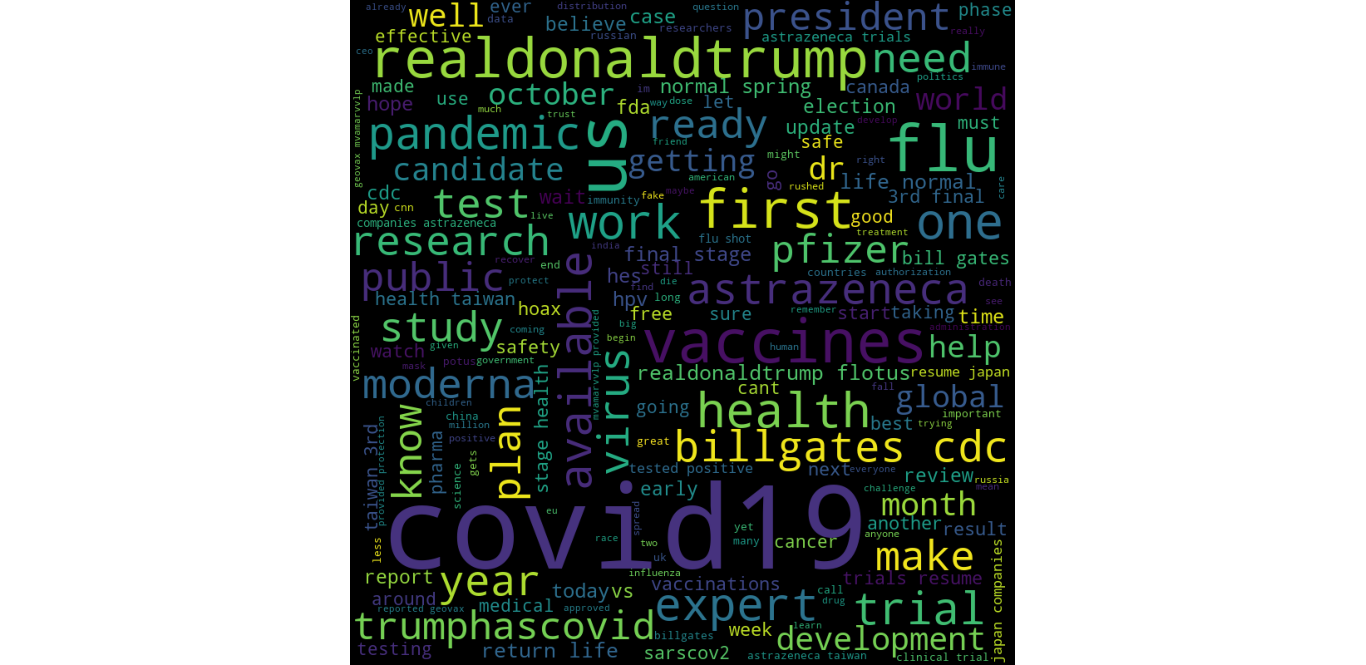 already
distribution
question
ever
well
data
believe
case
president
phase
effective
russian
researchers
astrazeneca trials
really
ceo
realdonaldtrump
need
immune
politics
made
im
normal spring
canada
hope
use
october
much
fda
way
dose
let
election
world
trust
geovax mvamarvvlp
pandemic
us
ready
update
develop
must
flu
friend
safe
candidate
getting
might
dr
right
life normal
american
go
rushed
cdc
test
wait
immunity
fake
maybe
3rd final
care
day
cnn
live
first
good
one
companies astrazeneca
work
treatment
research
flu shot
india
final stage
pfizer
bill gates
recover
end
available
still
countries
authorization
public
protect
hes
find
die
astrazeneca
death
health taiwan
hpv
long
see
hoax
free
sure
remember
start
taking
time
vaccinated
study
coming
mvamarvvlp provided
big
administration
given
safety
begin
vaccines
human
help
watch
mask
potus
government
virus
moderna
stage health
realdonaldtrump flotus
resume japan
children
cant
fall
global
know
china
million
plan
going
health
best
important
trying
taiwan 3rd
provided protection
pharma
positive
great
billgates cdc
science
gets
tested positive
next
everyone
review
russia
early
challenge
mean
covid19
month
eu
spread
another
result
anyone
less
race
yet
two
many
cancer
make
japan companies
uk
report
year
influenza
trials resume
today
vs
vaccinations
around
call
drug
reported geovax
medical
approved
expert
trial
trumphascovid
week
learn
billgates
development
testing
return life
sarscov2
astrazeneca taiwan
clinical trial